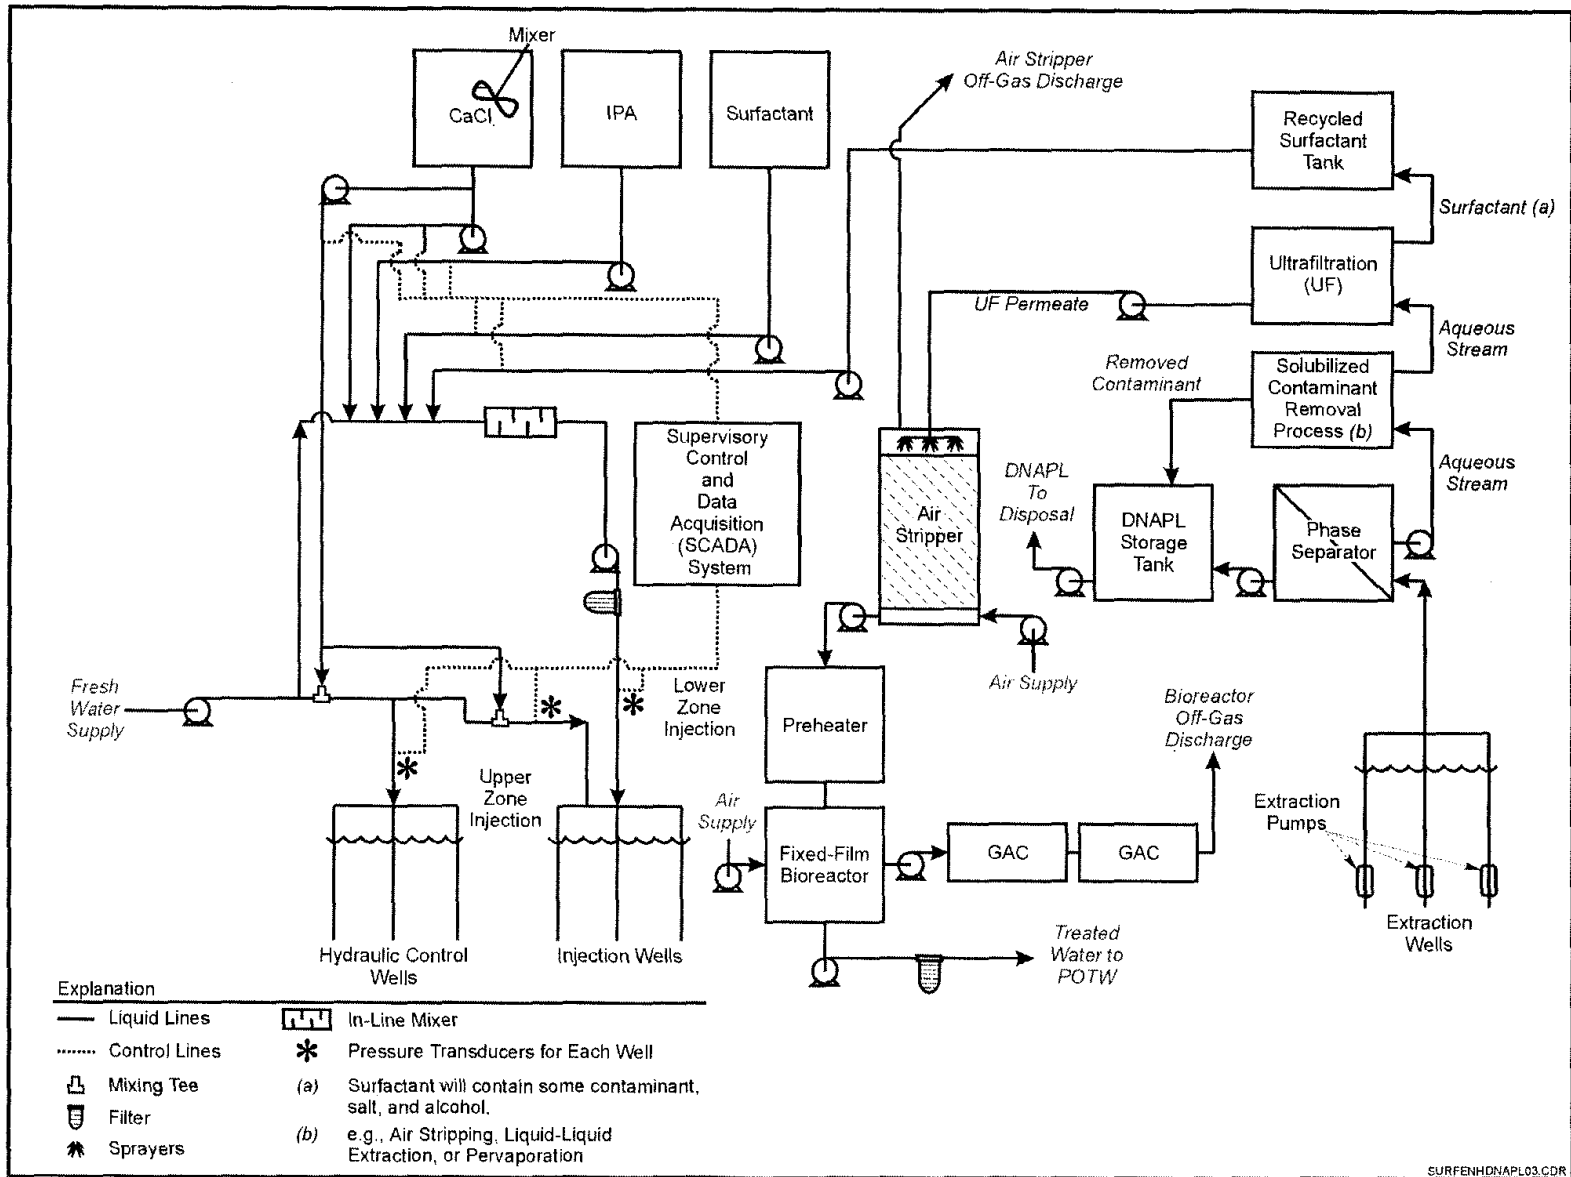 Mixer
CaCl
IPA
Surfactant
Air Stripper
Off-Gas Discharge
Recycled
Surfactant
Tank
Surfactant (a)
Ultrafiltration
(UF)
UF Permeate
Aqueous
Stream
Removed
Contaminant
Solubilized
Contaminant
Removal
Process (b)
Aqueous
Stream
Supervisory
Control
and
Data
Acquisition
(SCADA)
System
DNAPL
To
Disposal
Air
Stripper
DNAPL
Storage
Tank
Phase
Separator
Fresh
Water
Supply
Lower
Zone
Injection
Air Supply
Preheater
Bioreactor
Off-Gas
Discharge
Upper
Zone
Injection
Air
Supply
Extraction
Pumps
Fixed-Film
Bioreactor
GAC
GAC
Extraction
Wells
Hydraulic Control
Wells
Injection Wells
Treated
Water to
POTW
Explanation
Liquid Lines
Control Lines
Mixing Tee
Filter
Sprayers
In-Line Mixer
Pressure Transducers for Each Well
(a) Surfactant will contain some contaminant,
salt, and alcohol.
(b) e.g., Air Stripping, Liquid-Liquid
Extraction, or Pervaporation
SURFENHDNAPL03.CDR